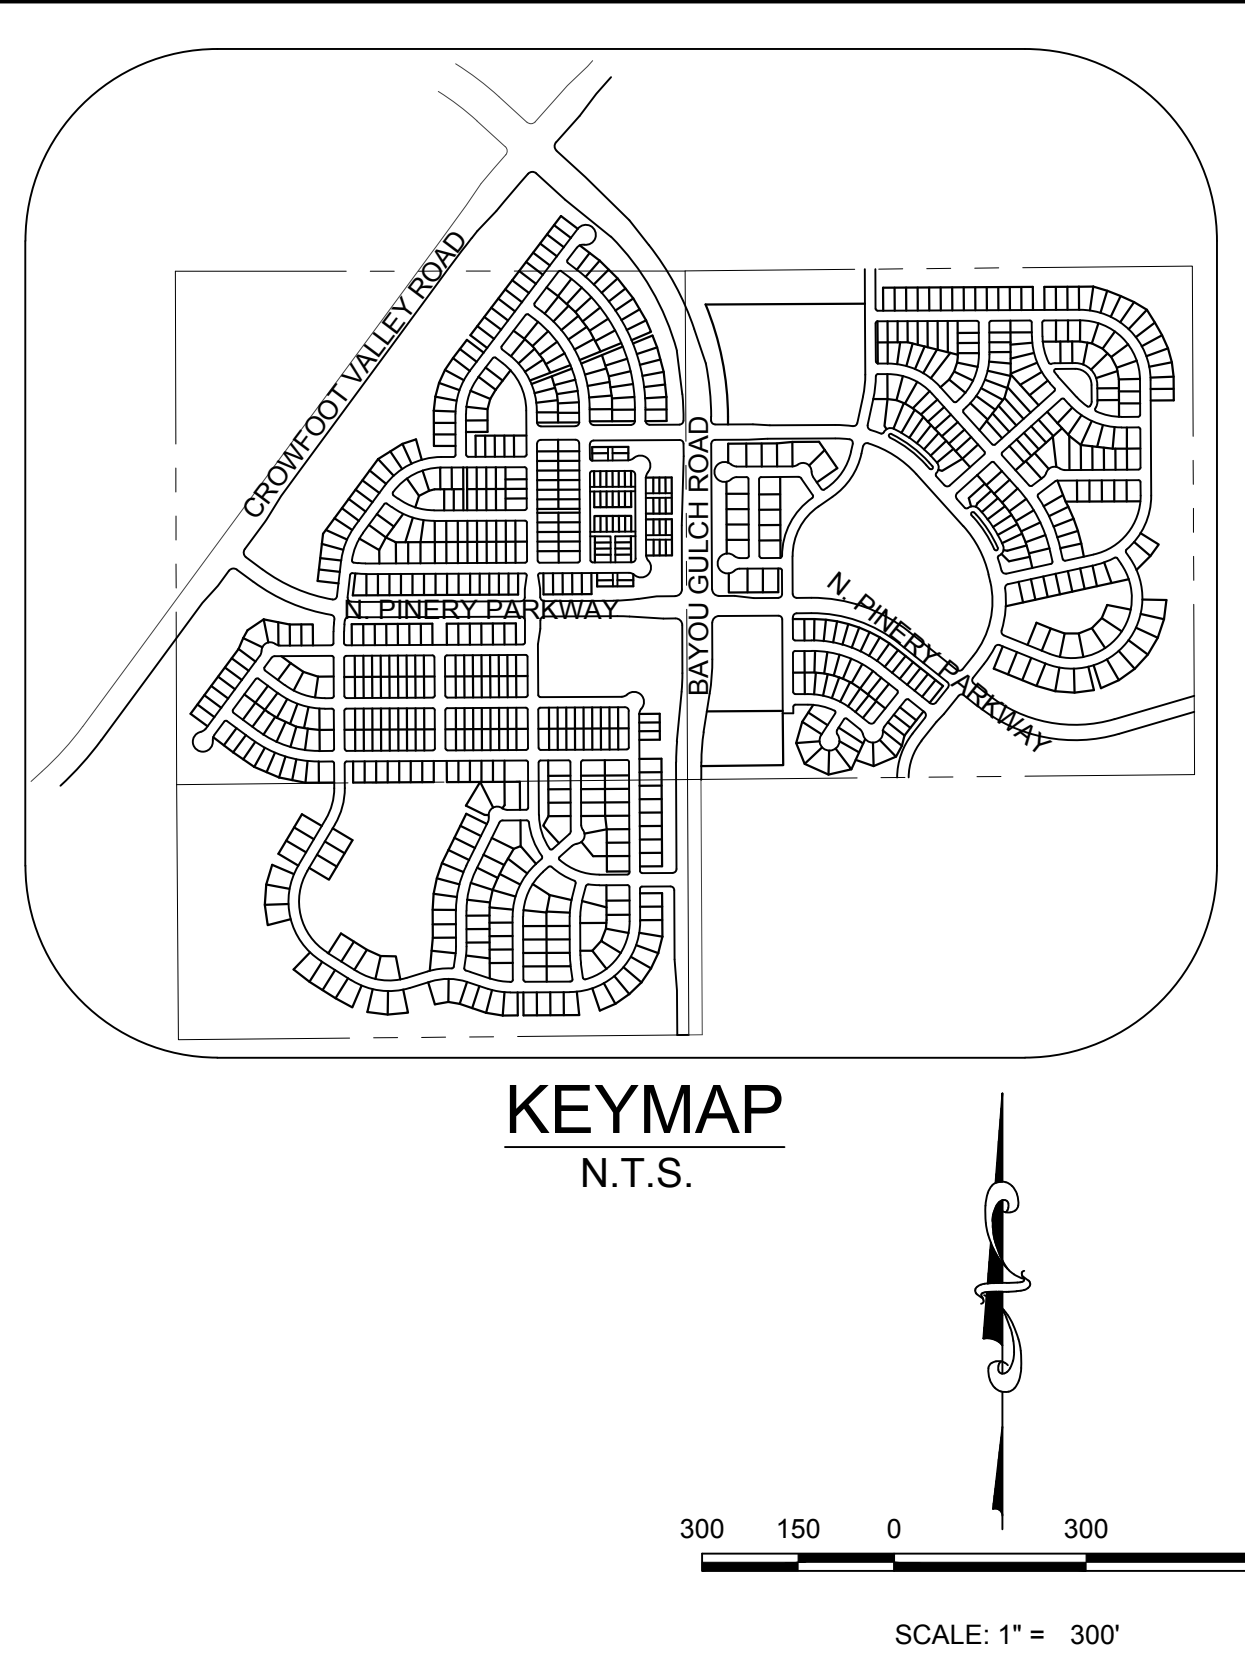 CROWFOOT VALLEY ROAD
BAYOU GULCH ROAD
N. PINERY PARKWAY
N. PINERY PARKWAY
KEYMAP
N.T.S.
300 150 0 300
SCALE: 1" = 300'